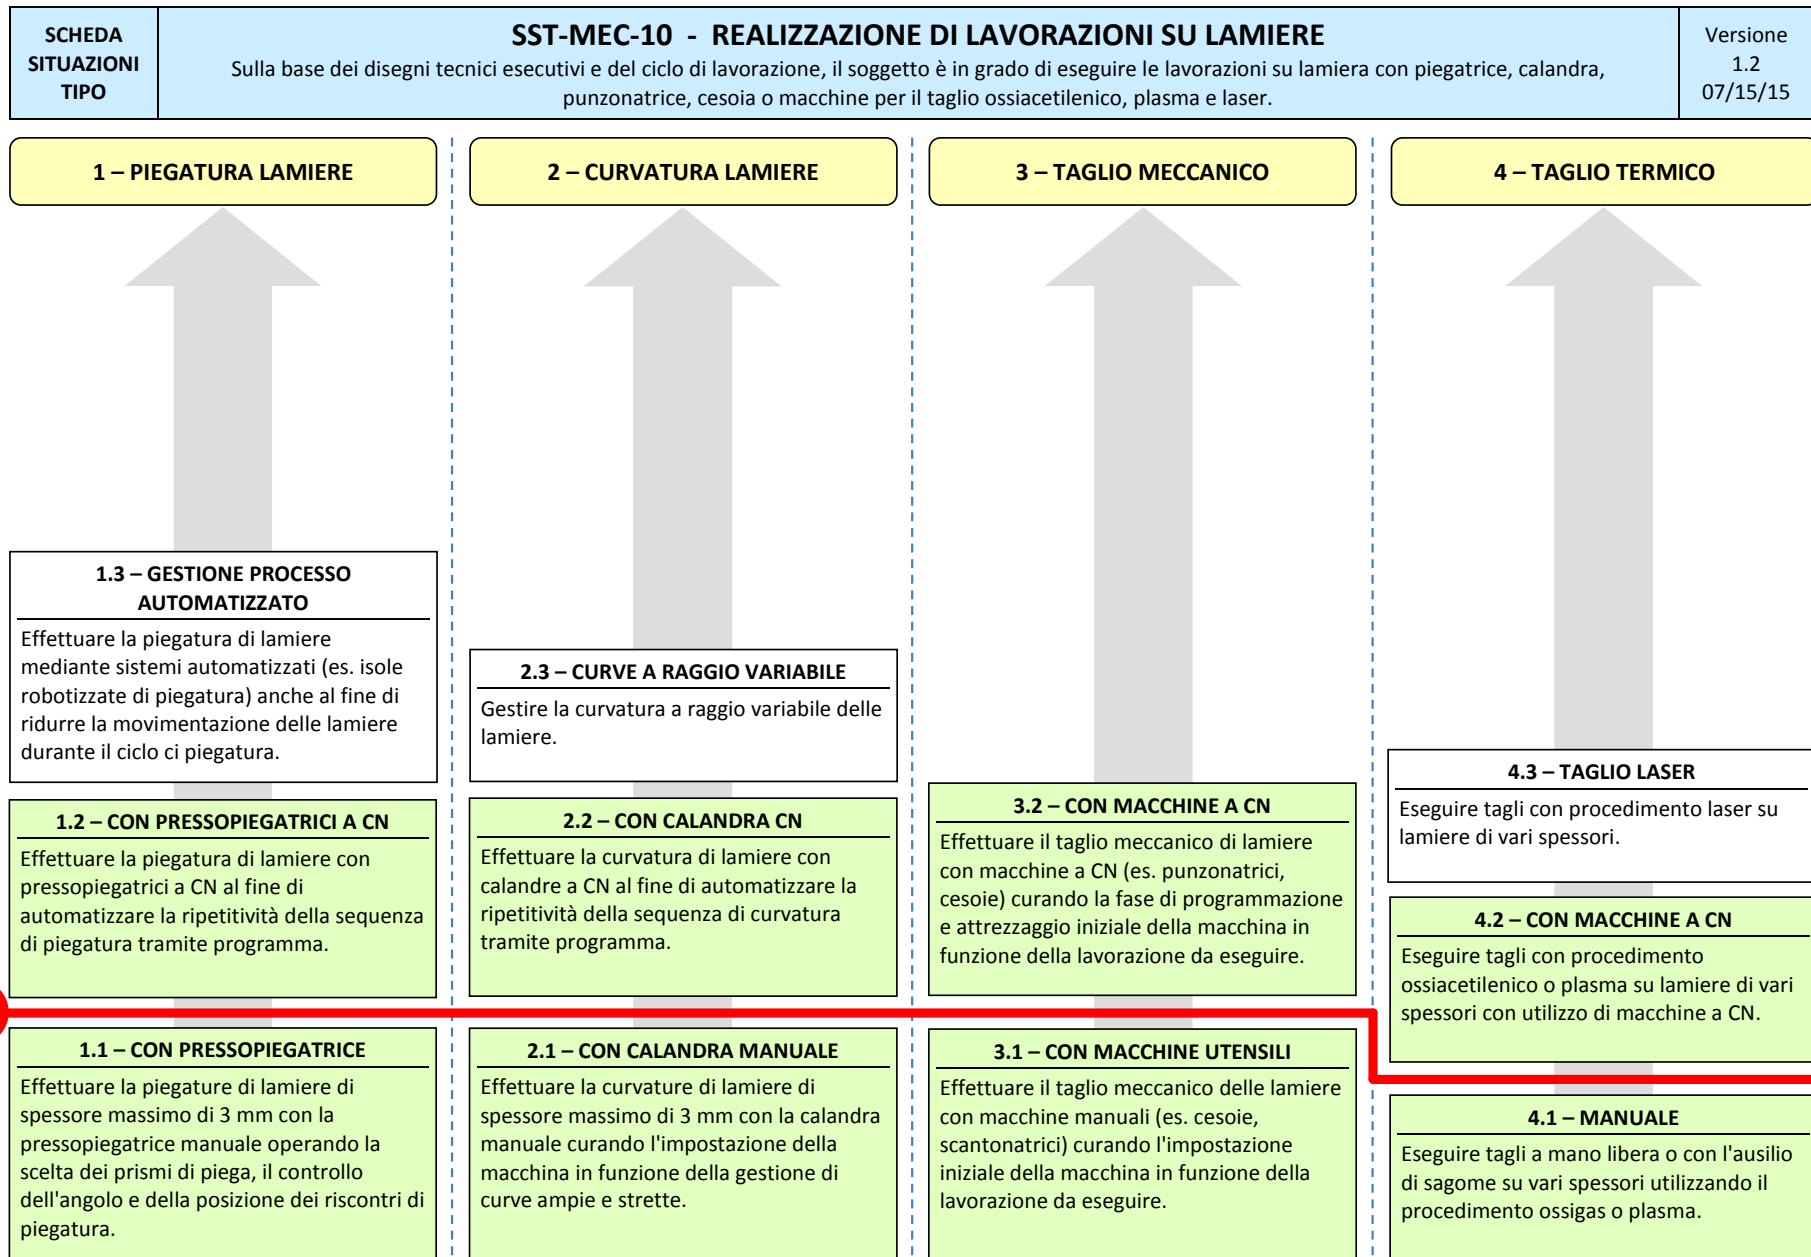 SCHEDA
SITUAZIONI
TIPO
SST-MEC-10 - REALIZZAZIONE DI LAVORAZIONI SU LAMIERE
Sulla base dei disegni tecnici esecutivi e del ciclo di lavorazione, il soggetto è in grado di eseguire le lavorazioni su lamiera con piegatrice, calandra,
punzonatrice, cesoia o macchine per il taglio ossiacetilenico, plasma e laser.
Versione
1.2
07/15/15
1 – PIEGATURA LAMIERE
2 – CURVATURA LAMIERE
3 – TAGLIO MECCANICO
4 – TAGLIO TERMICO
1.3 – GESTIONE PROCESSO
AUTOMATIZZATO
Effettuare la piegatura di lamiere
mediante sistemi automatizzati (es. isole
robotizzate di piegatura) anche al fine di
ridurre la movimentazione delle lamiere
durante il ciclo ci piegatura.
2.3 – CURVE A RAGGIO VARIABILE
Gestire la curvatura a raggio variabile delle
lamiere.
4.3 – TAGLIO LASER
Eseguire tagli con procedimento laser su
lamiere di vari spessori.
1.2 – CON PRESSOPIEGATRICI A CN
Effettuare la piegatura di lamiere con
pressopiegatrici a CN al fine di
automatizzare la ripetitività della sequenza
di piegatura tramite programma.
2.2 – CON CALANDRA CN
Effettuare la curvatura di lamiere con
calandre a CN al fine di automatizzare la
ripetitività della sequenza di curvatura
tramite programma.
3.2 – CON MACCHINE A CN
Effettuare il taglio meccanico di lamiere
con macchine a CN (es. punzonatrici,
cesoie) curando la fase di programmazione
e attrezzaggio iniziale della macchina in
funzione della lavorazione da eseguire.
4.2 – CON MACCHINE A CN
Eseguire tagli con procedimento
ossiacetilenico o plasma su lamiere di vari
spessori con utilizzo di macchine a CN.
1.1 – CON PRESSOPIEGATRICE
Effettuare la piegature di lamiere di
spessore massimo di 3 mm con la
pressopiegatrice manuale operando la
scelta dei prismi di piega, il controllo
dell'angolo e della posizione dei riscontri di
piegatura.
2.1 – CON CALANDRA MANUALE
Effettuare la curvature di lamiere di
spessore massimo di 3 mm con la calandra
manuale curando l'impostazione della
macchina in funzione della gestione di
curve ampie e strette.
3.1 – CON MACCHINE UTENSILI
Effettuare il taglio meccanico delle lamiere
con macchine manuali (es. cesoie,
scantonatrici) curando l'impostazione
iniziale della macchina in funzione della
lavorazione da eseguire.
4.1 – MANUALE
Eseguire tagli a mano libera o con l'ausilio
di sagome su vari spessori utilizzando il
procedimento ossigas o plasma.